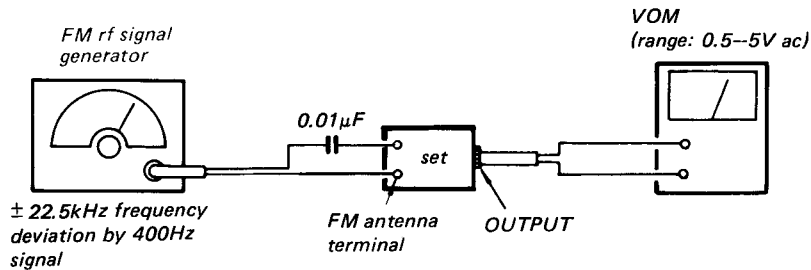 FM rf signal
generator
± 22.5kHz frequency
deviation by 400Hz
signal
0.01μF
set
FM antenna
terminal
OUTPUT
VOM
(range: 0.5--5V ac)